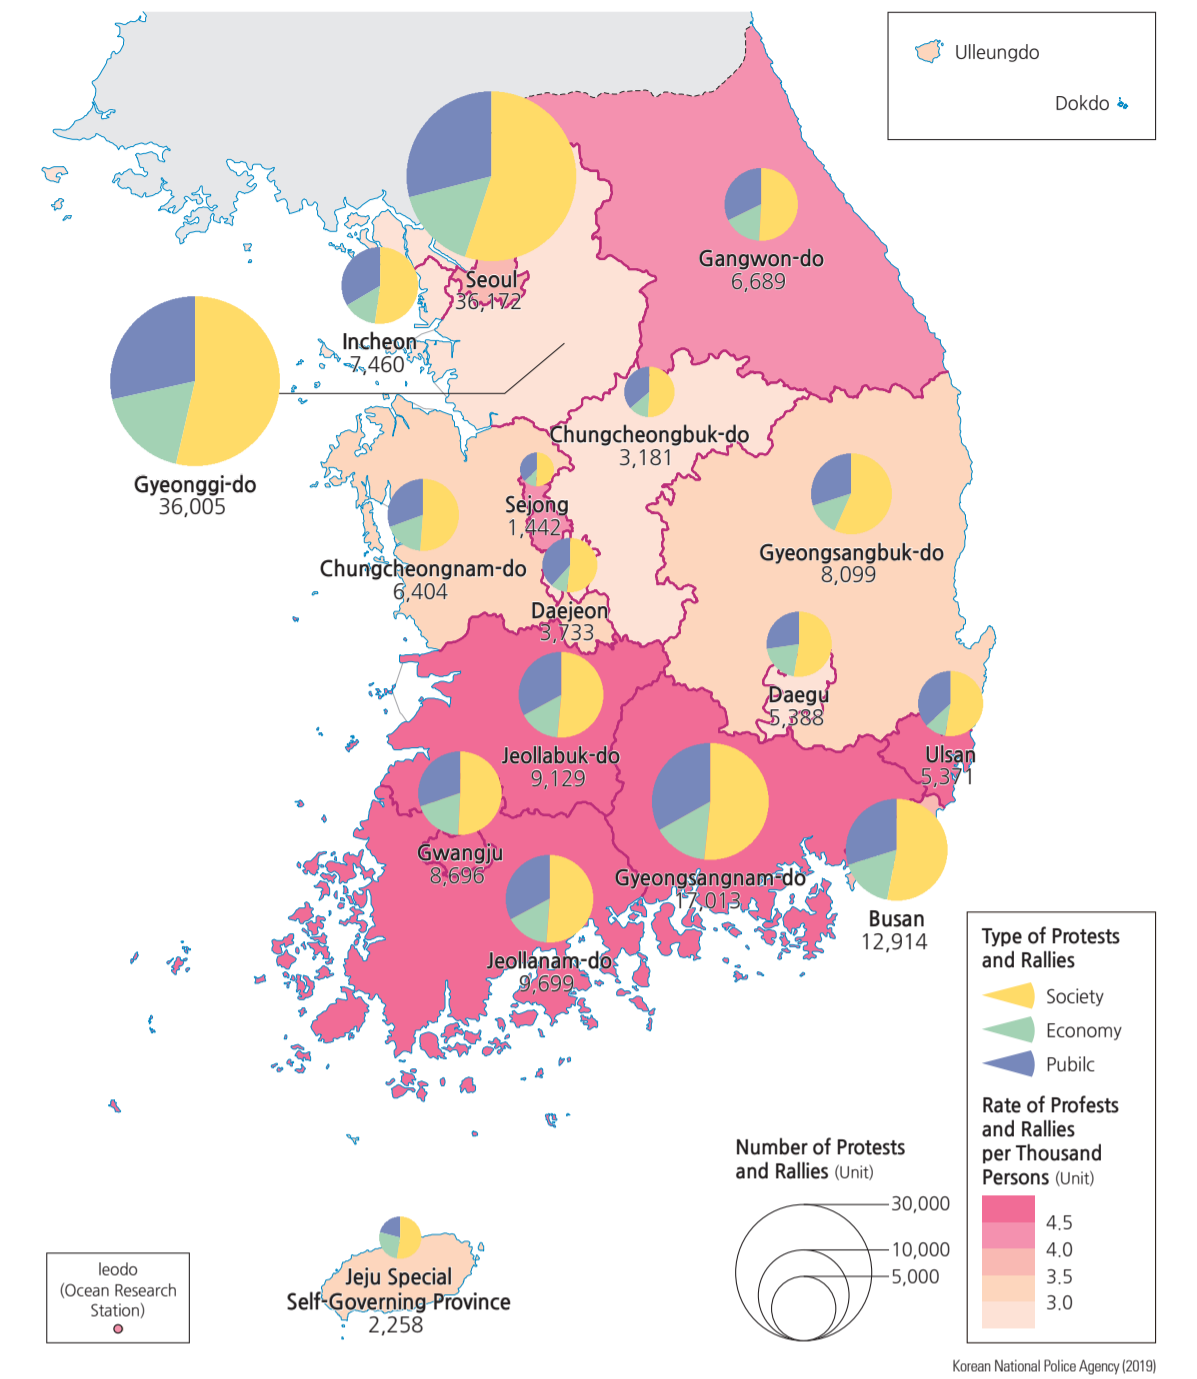 Ulleungdo
Dokdo
Gangwon-do
6,689
Seoul
36,172
Incheon
7,460
Gyeonggi-do
36,005
Chungcheongbuk-do
3,181
Sejong
1,442
Chungcheongnam-do
6,404
Gyeongsangbuk-do
8,099
Daejeon
3,733
Daegu
5,388
Jeollabuk-do
9,129
Ulsan
5,371
Gwangju
8,696
Gyeongsangnam-do
17,013
Busan
12,914
Jeollanam-do
9,699
Type of Protests
and Rallies
Society
Economy
Pubilc
Rate of Profests
and Rallies
per Thousand
Persons (Unit)
4.5
4.0
3.5
3.0
Number of Protests
and Rallies (Unit)
30,000
10,000
5,000
Ieodo
(Ocean Research
Station)
Jeju Special
Self-Governing Province
2,258
Korean National Police Agency (2019)